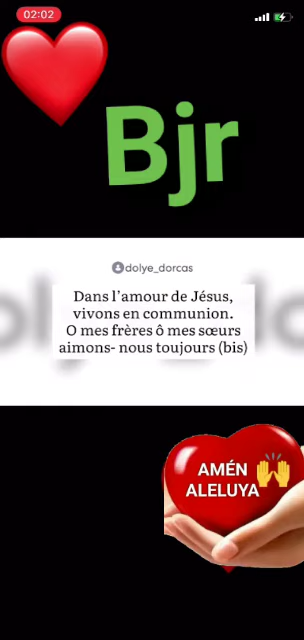 02:02
Bjr
dolye_dorcas
Dans l’amour de Jésus,
vivons en communion.
O mes frères ô mes sœurs
aimons- nous toujours (bis)
AMÉN
ALELUYA